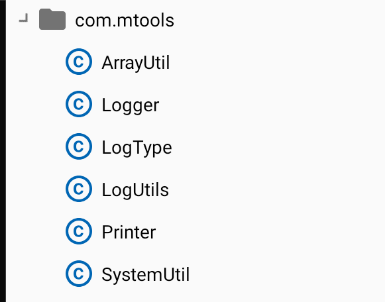 com.mtools
C ArrayUtil
C Logger
C LogType
C LogUtils
C Printer
C SystemUtil